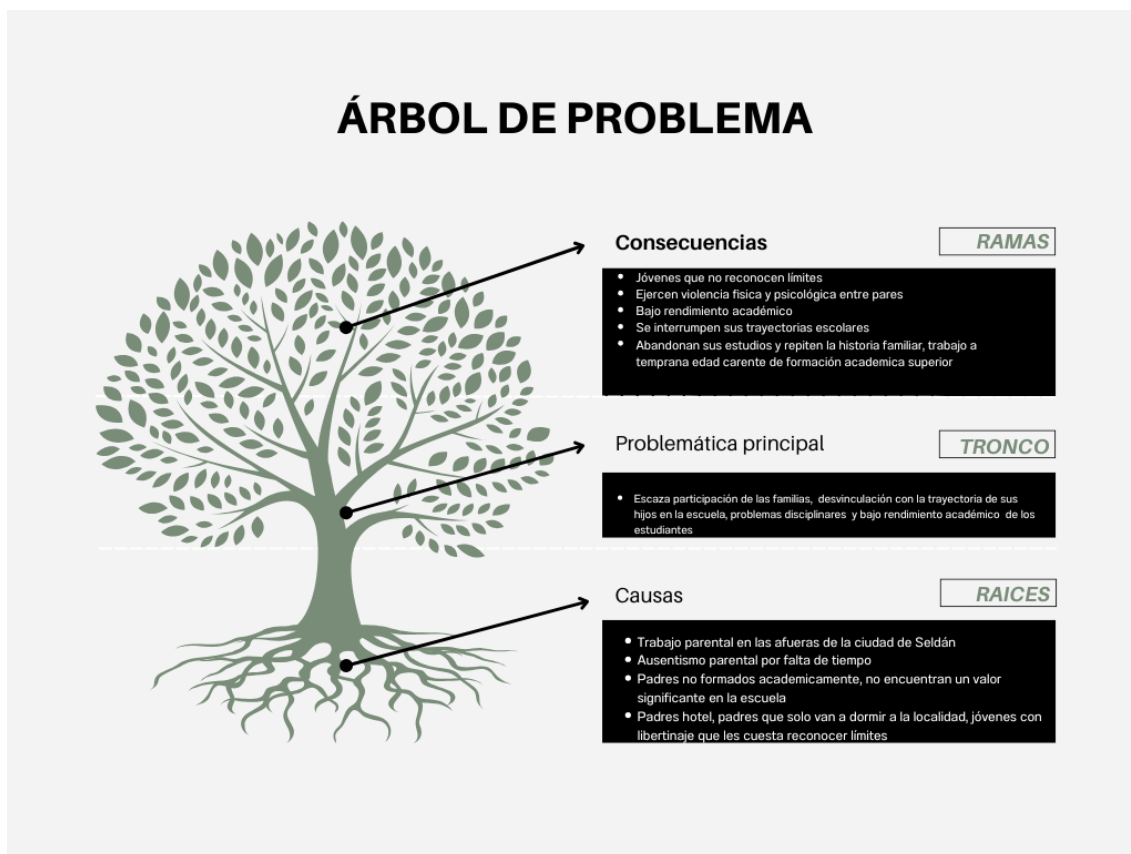 ÁRBOL DE PROBLEMA
Consecuencias
RAMAS
• Jóvenes que no reconocen límites
• Ejercen violencia fisica y psicológica entre pares
• Bajo rendimiento académico
• Se interrumpen sus trayectorias escolares
• Abandonan sus estudios y repiten la historia familiar, trabajo a
temprana edad carente de formación academica superior
Problemática principal
TRONCO
• Escaza participación de las familias, desvinculación con la trayectoria de sus
hijos en la escuela, problemas disciplinares y bajo rendimiento académico de los
estudiantes
Causas
RAICES
• Trabajo parental en las afueras de la ciudad de Seldán
• Ausentismo parental por falta de tiempo
• Padres no formados academicamente, no encuentran un valor
significante en la escuela
• Padres hotel, padres que solo van a dormir a la localidad, jóvenes con
libertinaje que les cuesta reconocer límites